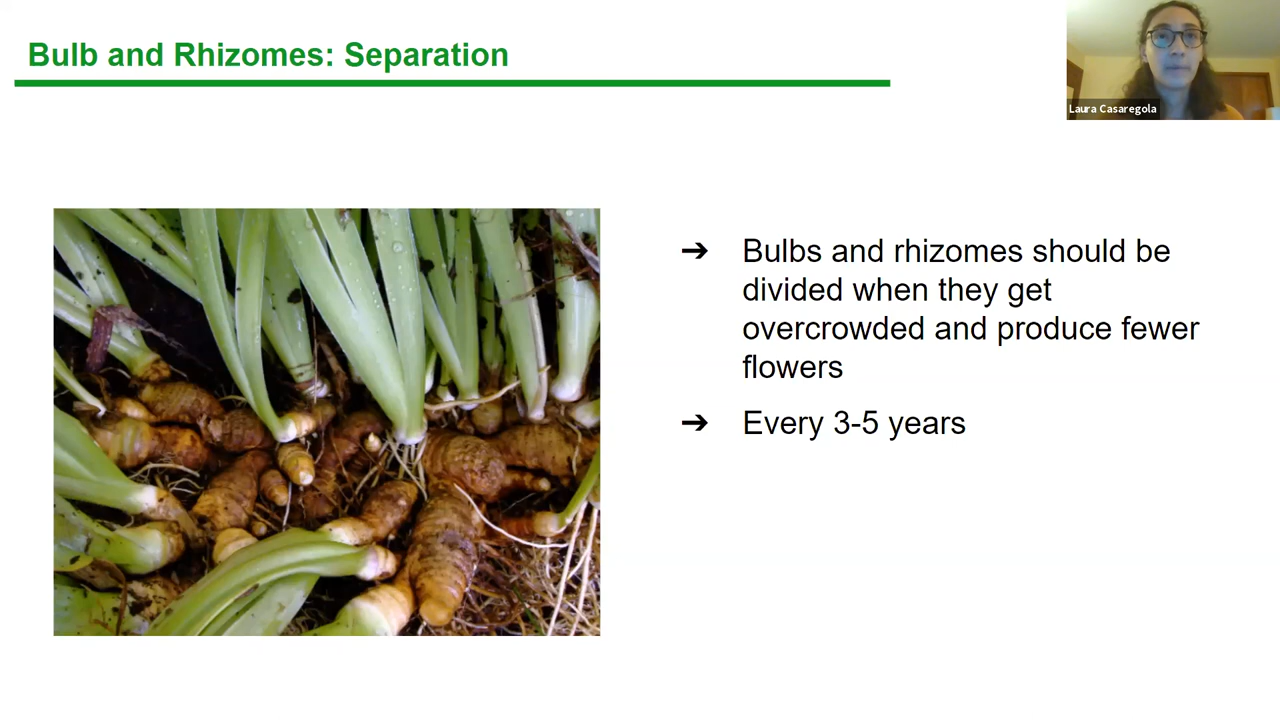 Bulb and Rhizomes: Separation
Laura Casaregola
➔ Bulbs and rhizomes should be
divided when they get
overcrowded and produce fewer
flowers
➔ Every 3-5 years